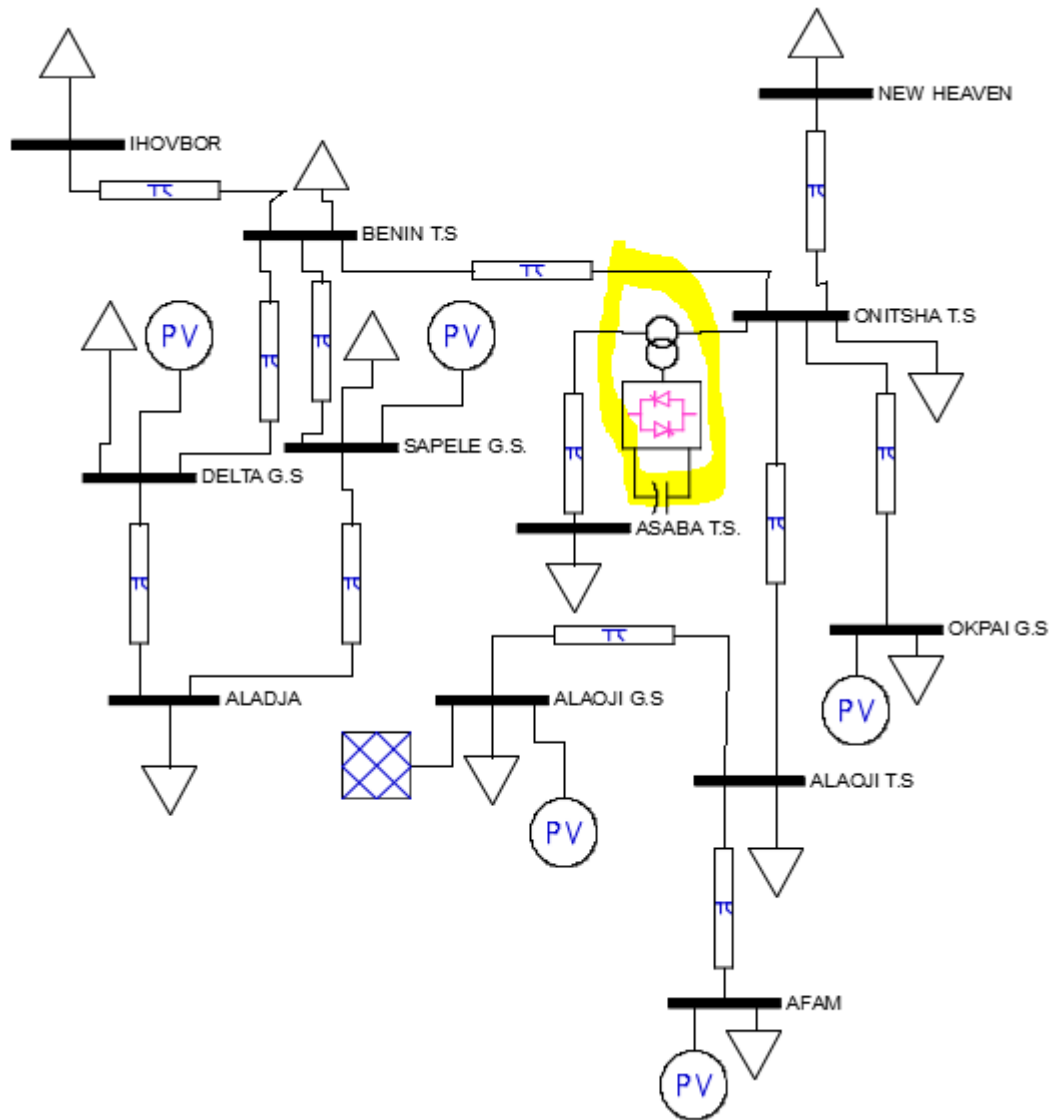 NEW HEAVEN
IHOVBOR
π
π
BENIN T.S
π
ONITSHA T.S
PV
PV
π
π
SAPELE G.S.
DELTA G.S
π
π
π
ASABA T.S.
π
π
π
OKPAI G.S
ALADJA
ALAOJI G.S
PV
ALAOJI T.S
PV
π
AFAM
PV